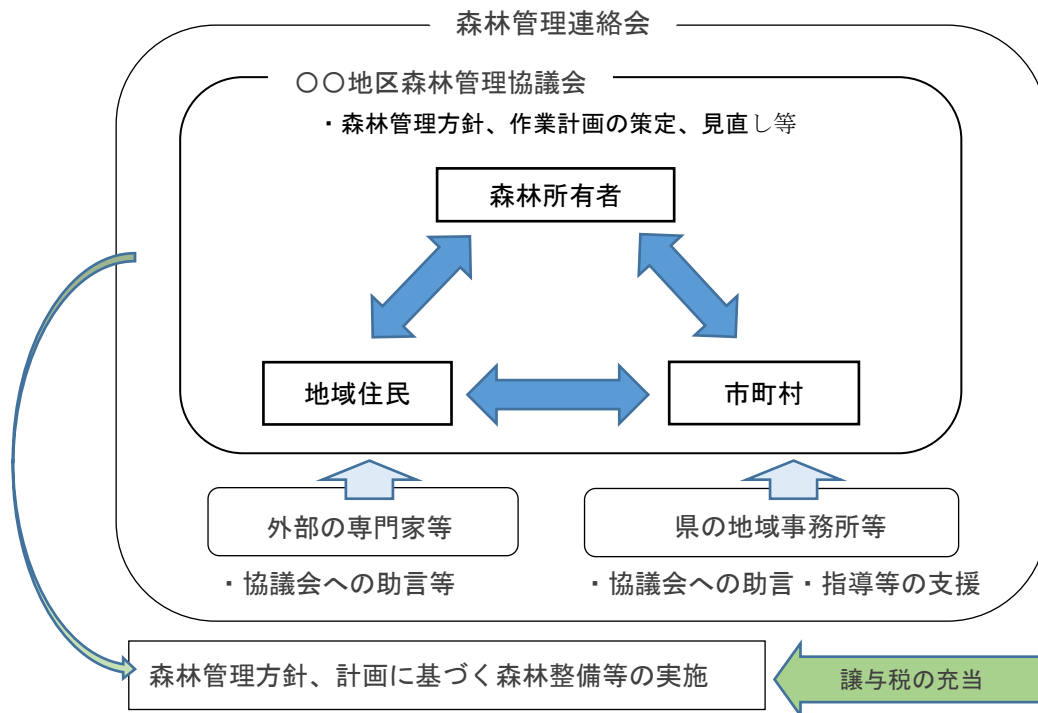 森林管理連絡会
〇〇地区森林管理協議会
・森林管理方針、作業計画の策定、見直し等
森林所有者
地域住民
市町村
外部の専門家等
県の地域事務所等
・協議会への助言等
・協議会への助言・指導等の支援
森林管理方針、計画に基づく森林整備等の実施
譲与税の充当